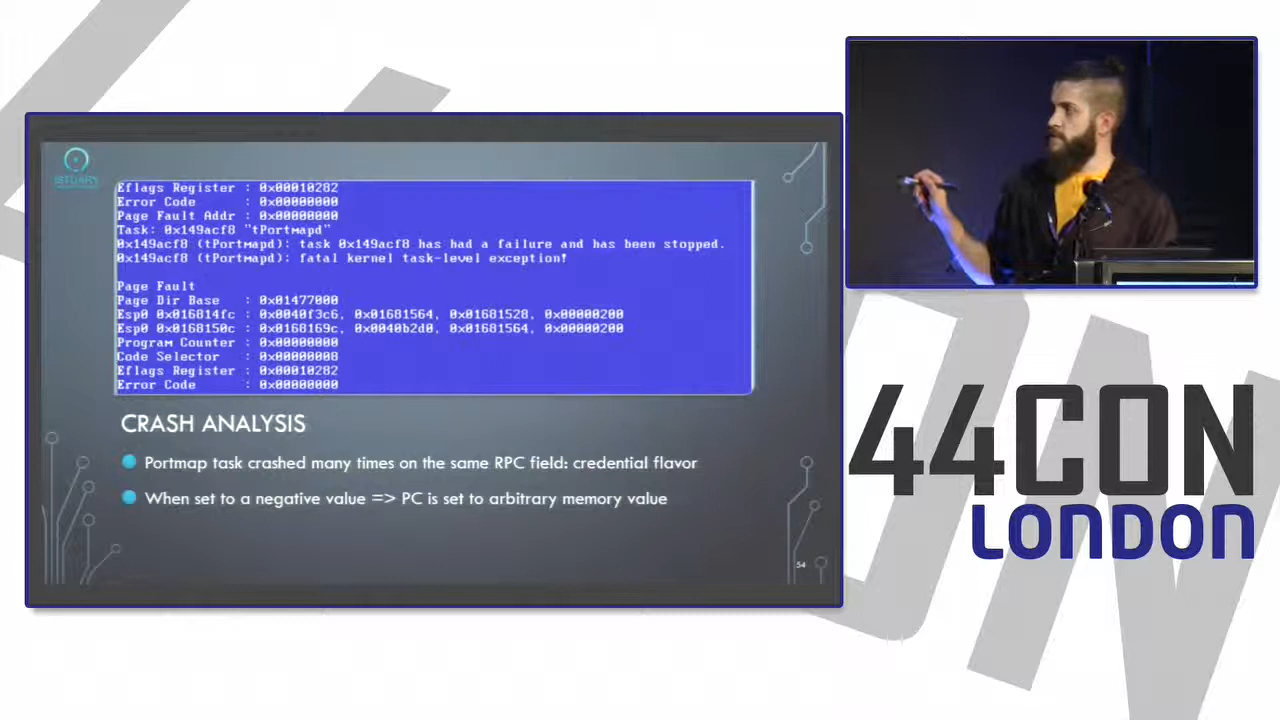 ISTUARY
Eflags Register : 0x00010282
Error Code : 0x00000000
Page Fault Addr : 0x00000000
Task: 0x149acf8 "tPortmapd"
0x149acf8 (tPortmapd): task 0x149acf8 has had a failure and has been stopped.
0x149acf8 (tPortmapd): fatal kernel task-level exception!
Page Fault
Page Dir Base : 0x01477000
Esp0 0x016814fc : 0x0040f3c6, 0x01681564, 0x01681528, 0x00000200
Esp0 0x0168150c : 0x0168169c, 0x0040b2d0, 0x01681564, 0x00000200
Program Counter : 0x00000000
Code Selector : 0x00000008
Eflags Register : 0x00010282
Error Code : 0x00000000
CRASH ANALYSIS
Portmap task crashed many times on the same RPC field: credential flavor
When set to a negative value => PC is set to arbitrary memory value
54
44CON
LONDON